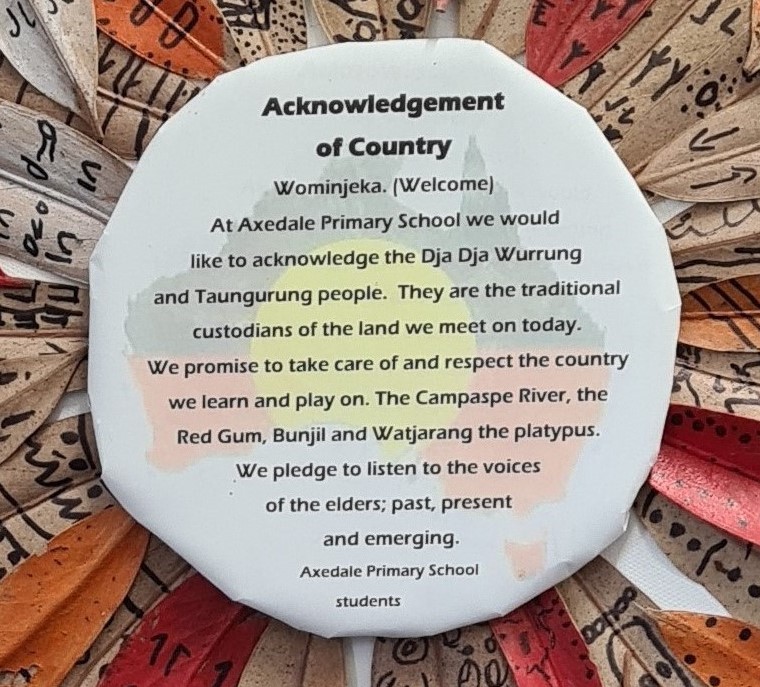 Acknowledgement
of Country
Wominjeka. (Welcome)
At Axedale Primary School we would
like to acknowledge the Dja Dja Wurrung
and Taungurung people. They are the traditional
custodians of the land we meet on today.
We promise to take care of and respect the country
we learn and play on. The Campaspe River, the
Red Gum, Bunjil and Watjarang the platypus.
We pledge to listen to the voices
of the elders; past, present
and emerging.
Axedale Primary School
students